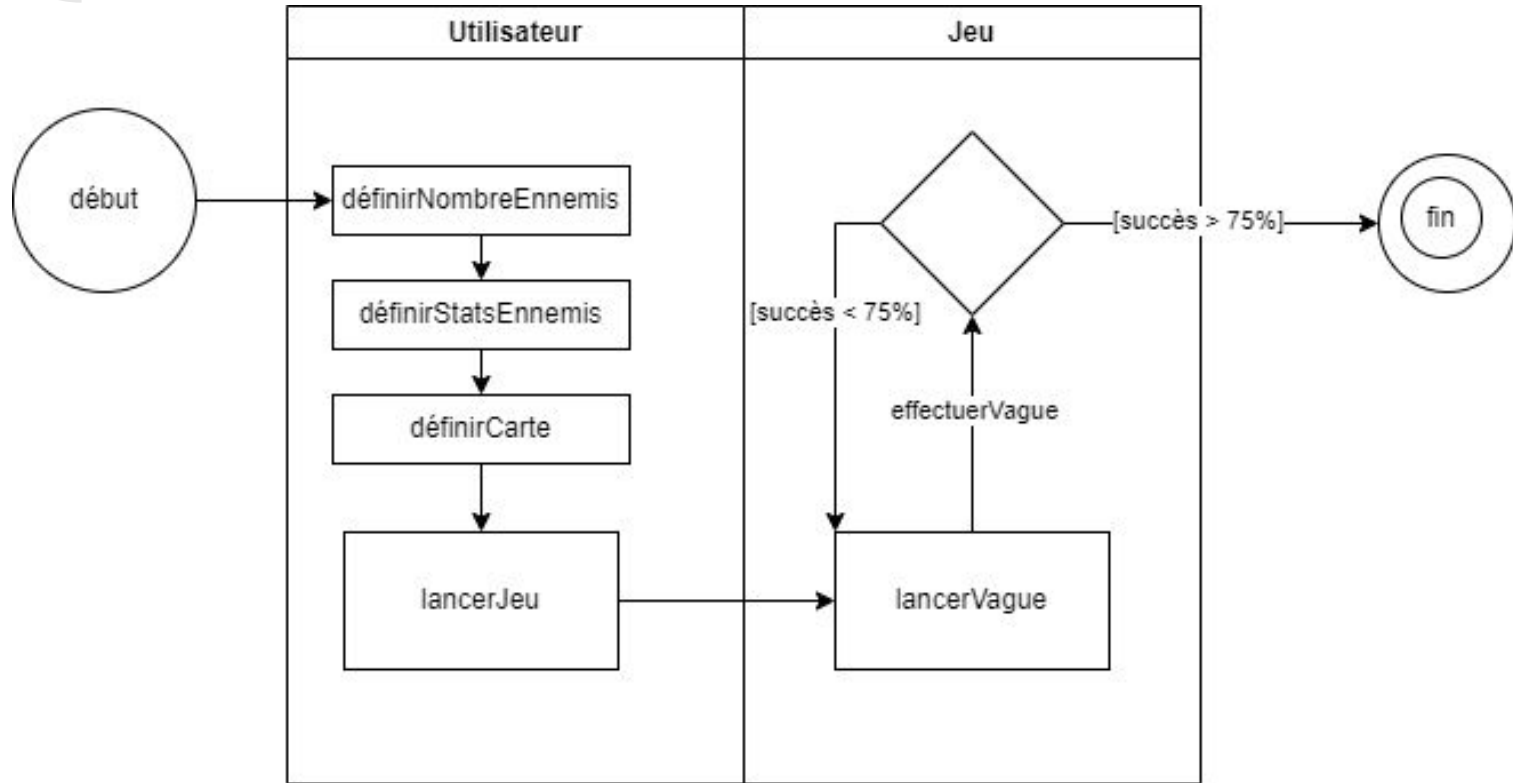 Utilisateur
Jeu
début
définirNombreEnnemis
définirStatsEnnemis
définirCarte
lancerJeu
[succès > 75%]
fin
[succès < 75%]
effectuerVague
lancerVague